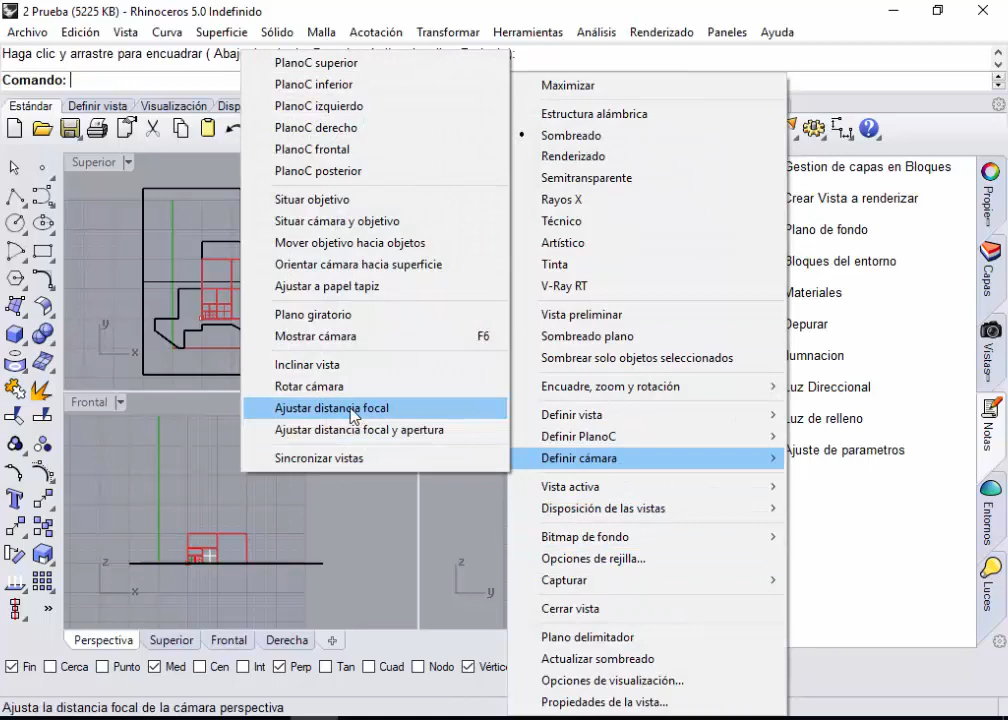 2 Prueba (5225 KB) - Rhinoceros 5.0 Indefinido
Archivo Edición Vista Curva Superficie Sólido Malla Acotación Transformar Herramientas Análisis Renderizado Paneles Ayuda
Haga clic y arrastre para encuadrar ( Abaj
Comando:
Estándar Definir vista Visualización Disp
Superior
y
x
Frontal
z
x
z
y
PlanoC superior
PlanoC inferior
PlanoC izquierdo
PlanoC derecho
PlanoC frontal
PlanoC posterior
Situar objetivo
Situar cámara y objetivo
Mover objetivo hacia objetos
Orientar cámara hacia superficie
Ajustar a papel tapiz
Plano giratorio
Mostrar cámara F6
Inclinar vista
Rotar cámara
Ajustar distancia focal
Ajustar distancia focal y apertura
Sincronizar vistas
Maximizar
Estructura alámbrica
Sombreado
Renderizado
Semitransparente
Rayos X
Técnico
Artístico
Tinta
V-Ray RT
Vista preliminar
Sombreado plano
Sombrear solo objetos seleccionados
Encuadre, zoom y rotación
Definir vista
Definir PlanoC
Definir cámara
Vista activa
Disposición de las vistas
Bitmap de fondo
Opciones de rejilla...
Capturar
Cerrar vista
Plano delimitador
Actualizar sombreado
Opciones de visualización...
Propiedades de la vista...
Gestion de capas en Bloques
Crear Vista a renderizar
Plano de fondo
Bloques del entorno
Materiales
Depurar
Iluminacion
Luz Direccional
Luz de relleno
Ajuste de parametros
Propie...
Capas
Vistas...
Notas
Entornos
Luces
Perspectiva Superior Frontal Derecha
Fin Cerca Punto Med Cen Int Perp Tan Cuad Nodo Vértice
Ajusta la distancia focal de la cámara perspectiva